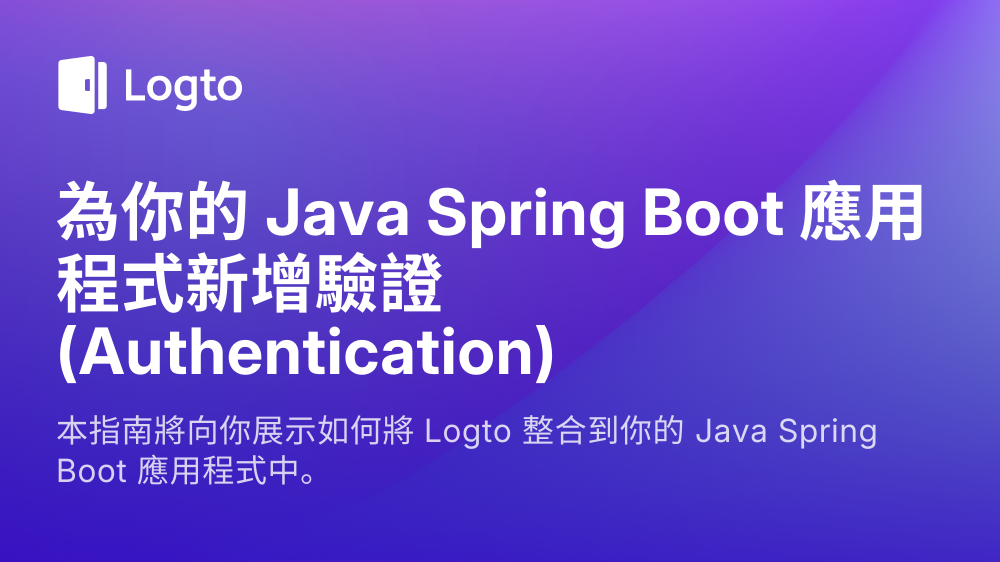 Logto
為你的 Java Spring Boot 應用
程式新增驗證
(Authentication)
本指南將向你展示如何將 Logto 整合到你的 Java Spring
Boot 應用程式中。